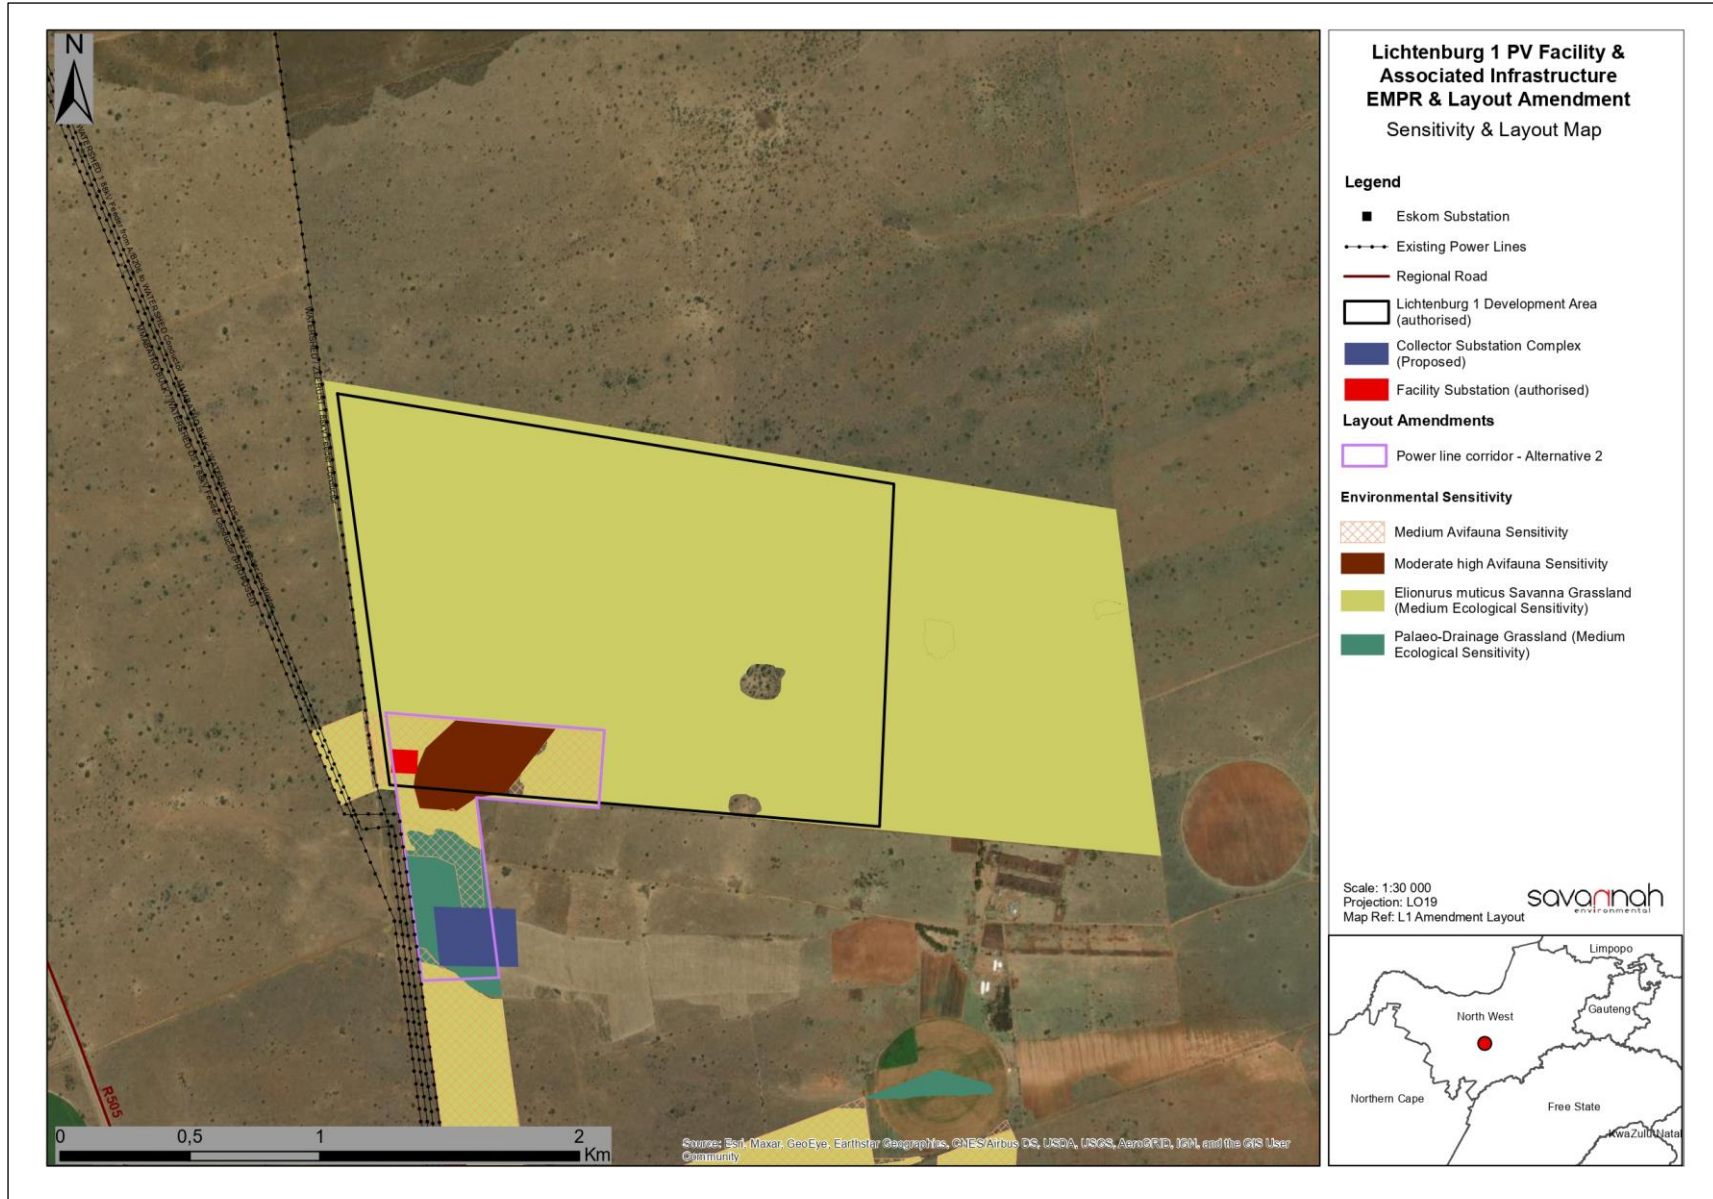 Lichtenburg 1 PV Facility &
Associated Infrastructure
EMPR & Layout Amendment
Sensitivity & Layout Map
Legend
Eskom Substation
Existing Power Lines
Regional Road
Lichtenburg 1 Development Area
(authorised)
Collector Substation Complex
(Proposed)
Facility Substation (authorised)
Layout Amendments
Power line corridor - Alternative 2
Environmental Sensitivity
Medium Avifauna Sensitivity
Moderate high Avifauna Sensitivity
Elionurus muticus Savanna Grassland
(Medium Ecological Sensitivity)
Palaeo-Drainage Grassland (Medium
Ecological Sensitivity)
Scale: 1:30 000
Projection: LO19
Map Ref: L1 Amendment Layout
savannah
environmental
Limpopo
North West
Gauteng
Northern Cape
Free State
KwaZulu-Natal
N
R505
0 0,5 1 2
Km
Source: Esri, Maxar, GeoEye, Earthstar Geographics, CNES/Airbus DS, USDA, USGS, AeroGRID, IGN, and the GIS User
Community